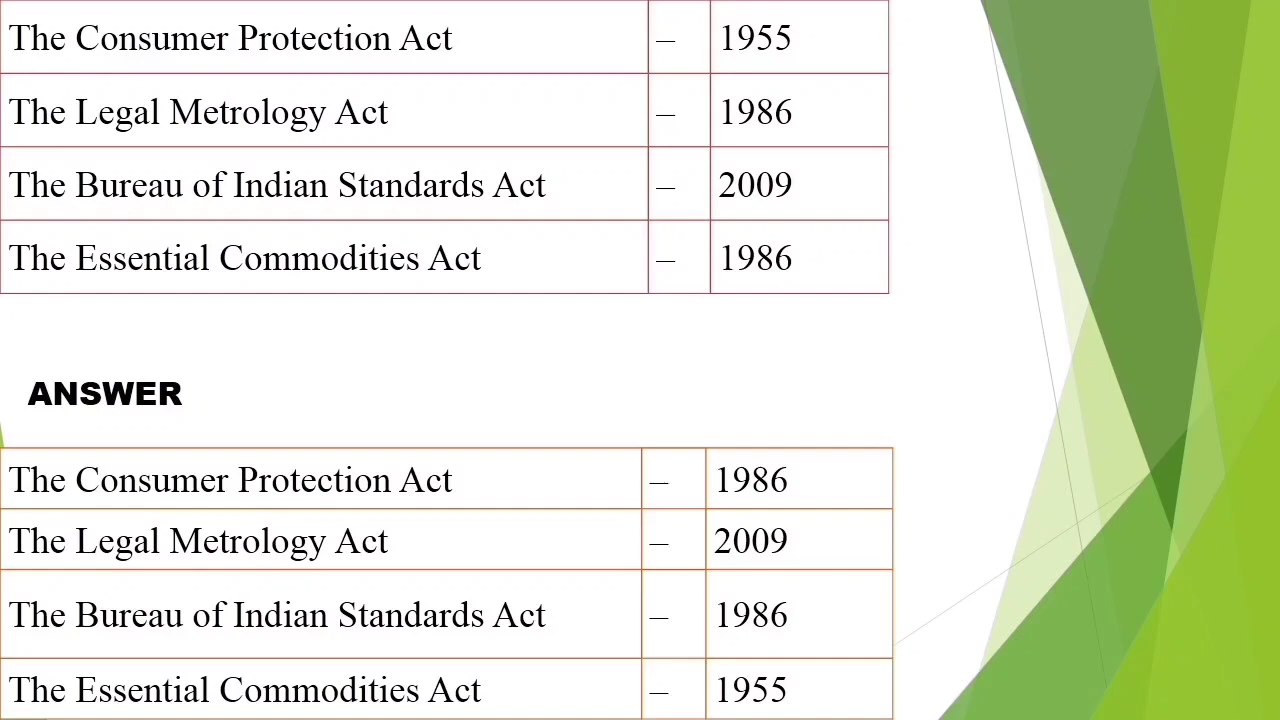 The Consumer Protection Act – 1955
The Legal Metrology Act – 1986
The Bureau of Indian Standards Act – 2009
The Essential Commodities Act – 1986
ANSWER
The Consumer Protection Act – 1986
The Legal Metrology Act – 2009
The Bureau of Indian Standards Act – 1986
The Essential Commodities Act – 1955